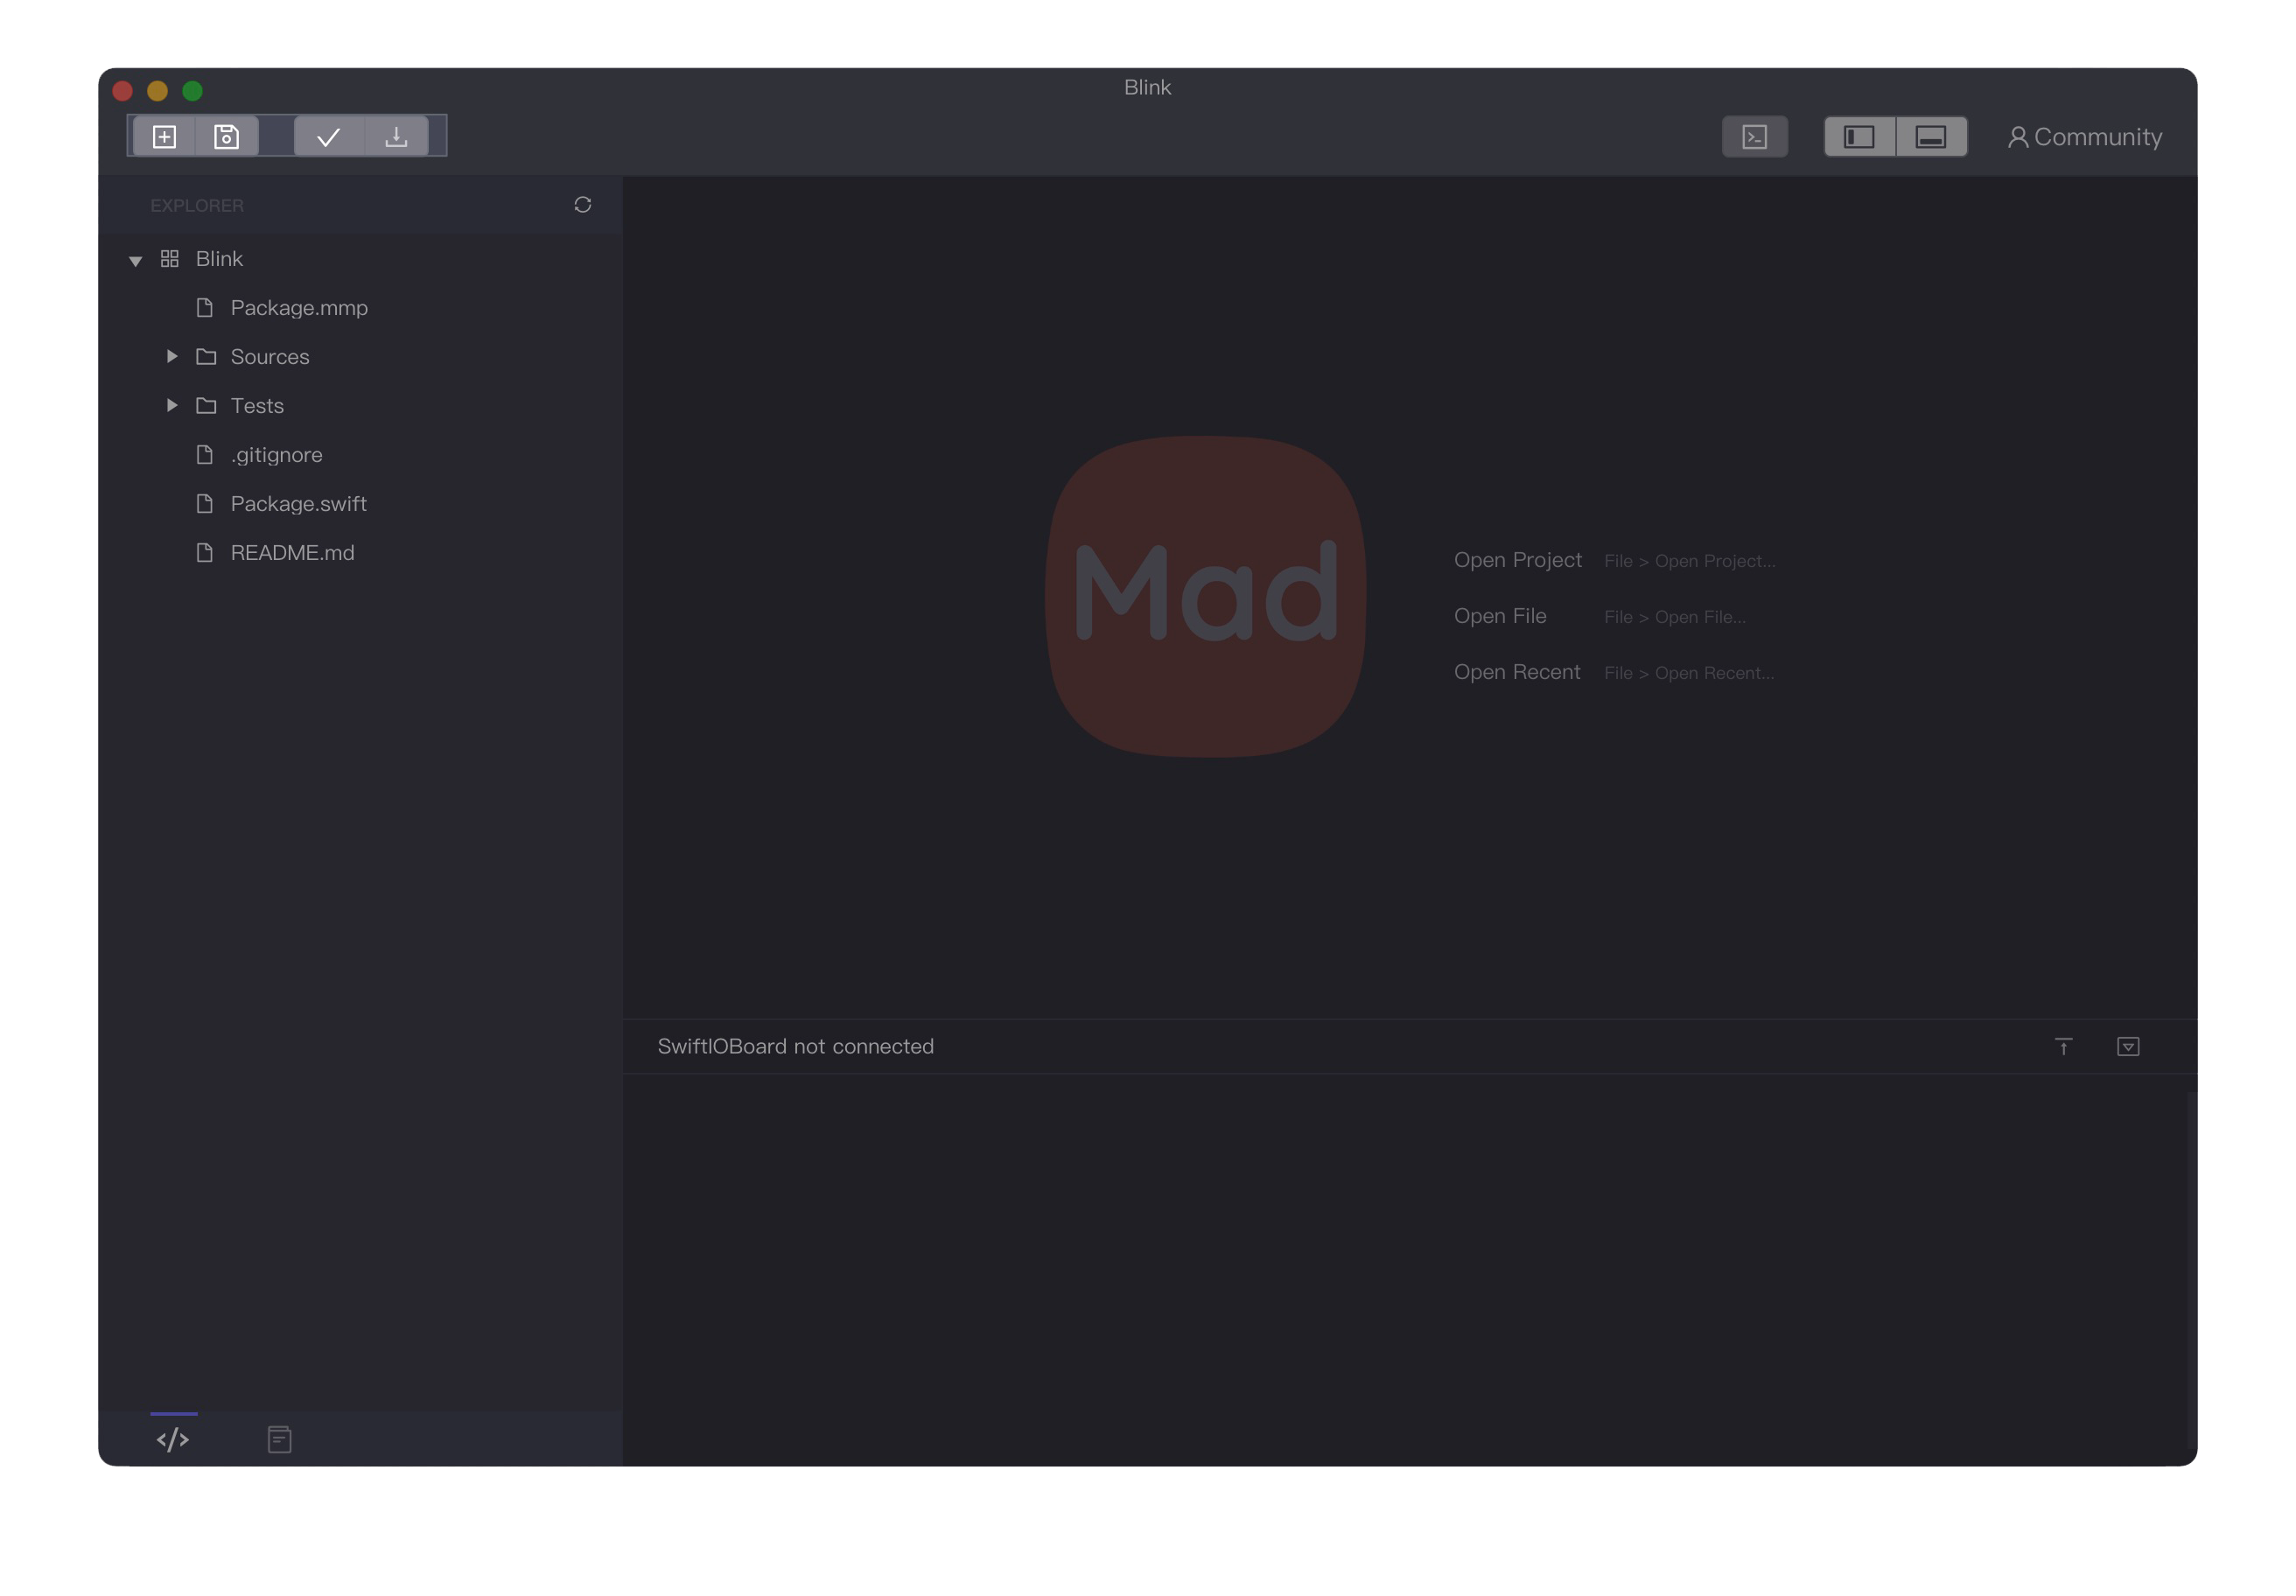 Blink
Community
EXPLORER
Blink
Package.mmp
Sources
Tests
.gitignore
Package.swift
README.md
Mad
Open Project File > Open Project...
Open File File > Open File...
Open Recent File > Open Recent...
SwiftIOBoard not connected